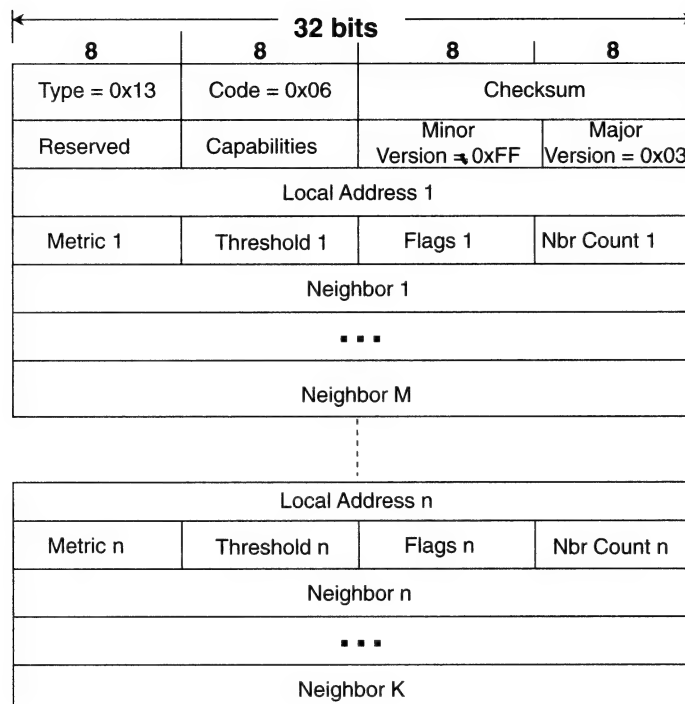 32 bits
8 8 8 8
Type = 0x13 Code = 0x06 Checksum
Reserved Capabilities Minor Version = 0xFF Major Version = 0x03
Local Address 1
Metric 1 Threshold 1 Flags 1 Nbr Count 1
Neighbor 1
...
Neighbor M
Local Address n
Metric n Threshold n Flags n Nbr Count n
Neighbor n
...
Neighbor K